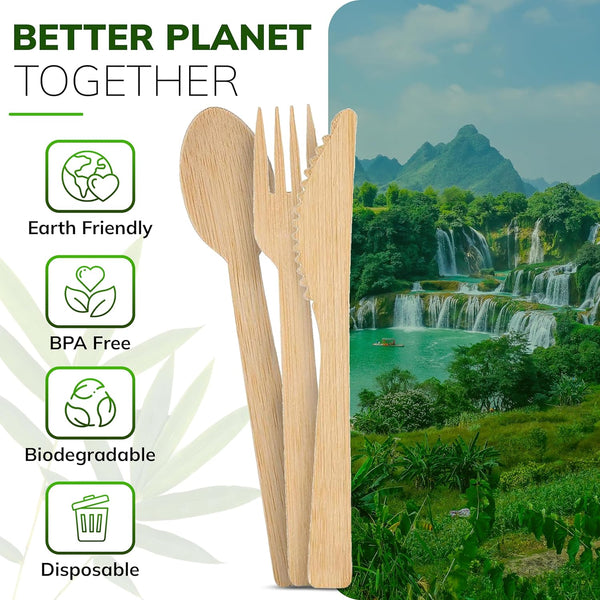 BETTER PLANET
TOGETHER
Earth Friendly
BPA Free
Biodegradable
Disposable